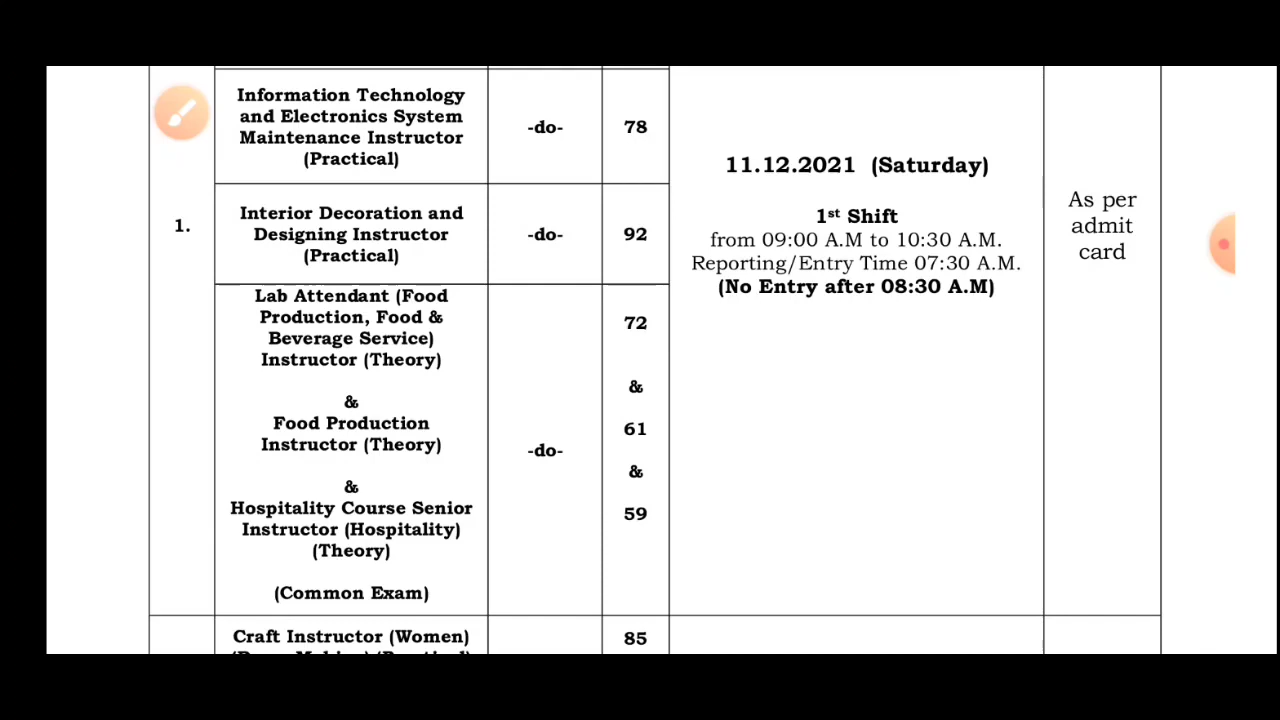 1.
Information Technology
and Electronics System
Maintenance Instructor
(Practical)
-do-
78
Interior Decoration and
Designing Instructor
(Practical)
-do-
92
Lab Attendant (Food
Production, Food &
Beverage Service)
Instructor (Theory)
&
Food Production
Instructor (Theory)
&
Hospitality Course Senior
Instructor (Hospitality)
(Theory)
(Common Exam)
-do-
72
&
61
&
59
11.12.2021 (Saturday)
1st Shift
from 09:00 A.M to 10:30 A.M.
Reporting/Entry Time 07:30 A.M.
(No Entry after 08:30 A.M)
As per
admit
card
Craft Instructor (Women)
85